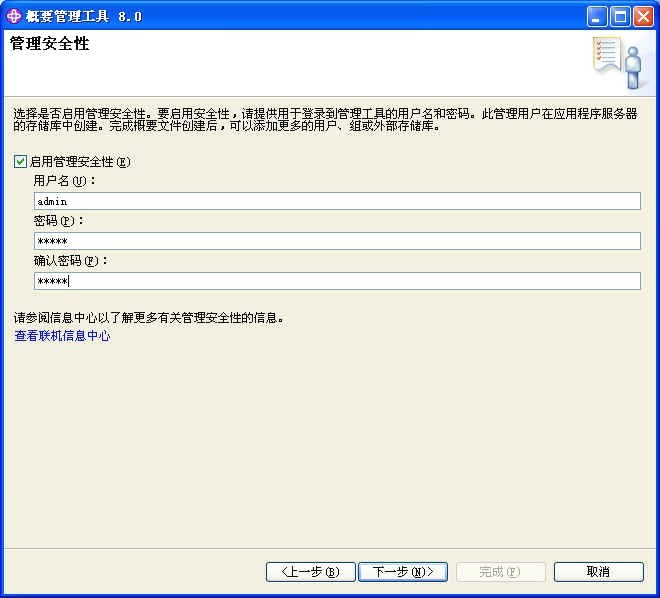 概要管理工具 8.0
管理安全性
选择是否启用管理安全性。要启用安全性，请提供用于登录到管理工具的用户名和密码。此管理用户在应用程序服务器
的存储库中创建。完成概要文件创建后，可以添加更多的用户、组或外部存储库。
启用管理安全性(E)
用户名(U)：
admin
密码(P)：
*****
确认密码(F)：
*****
请参阅信息中心以了解更多有关管理安全性的信息。
查看联机信息中心
<上一步(B) 下一步(N)> 完成(F) 取消